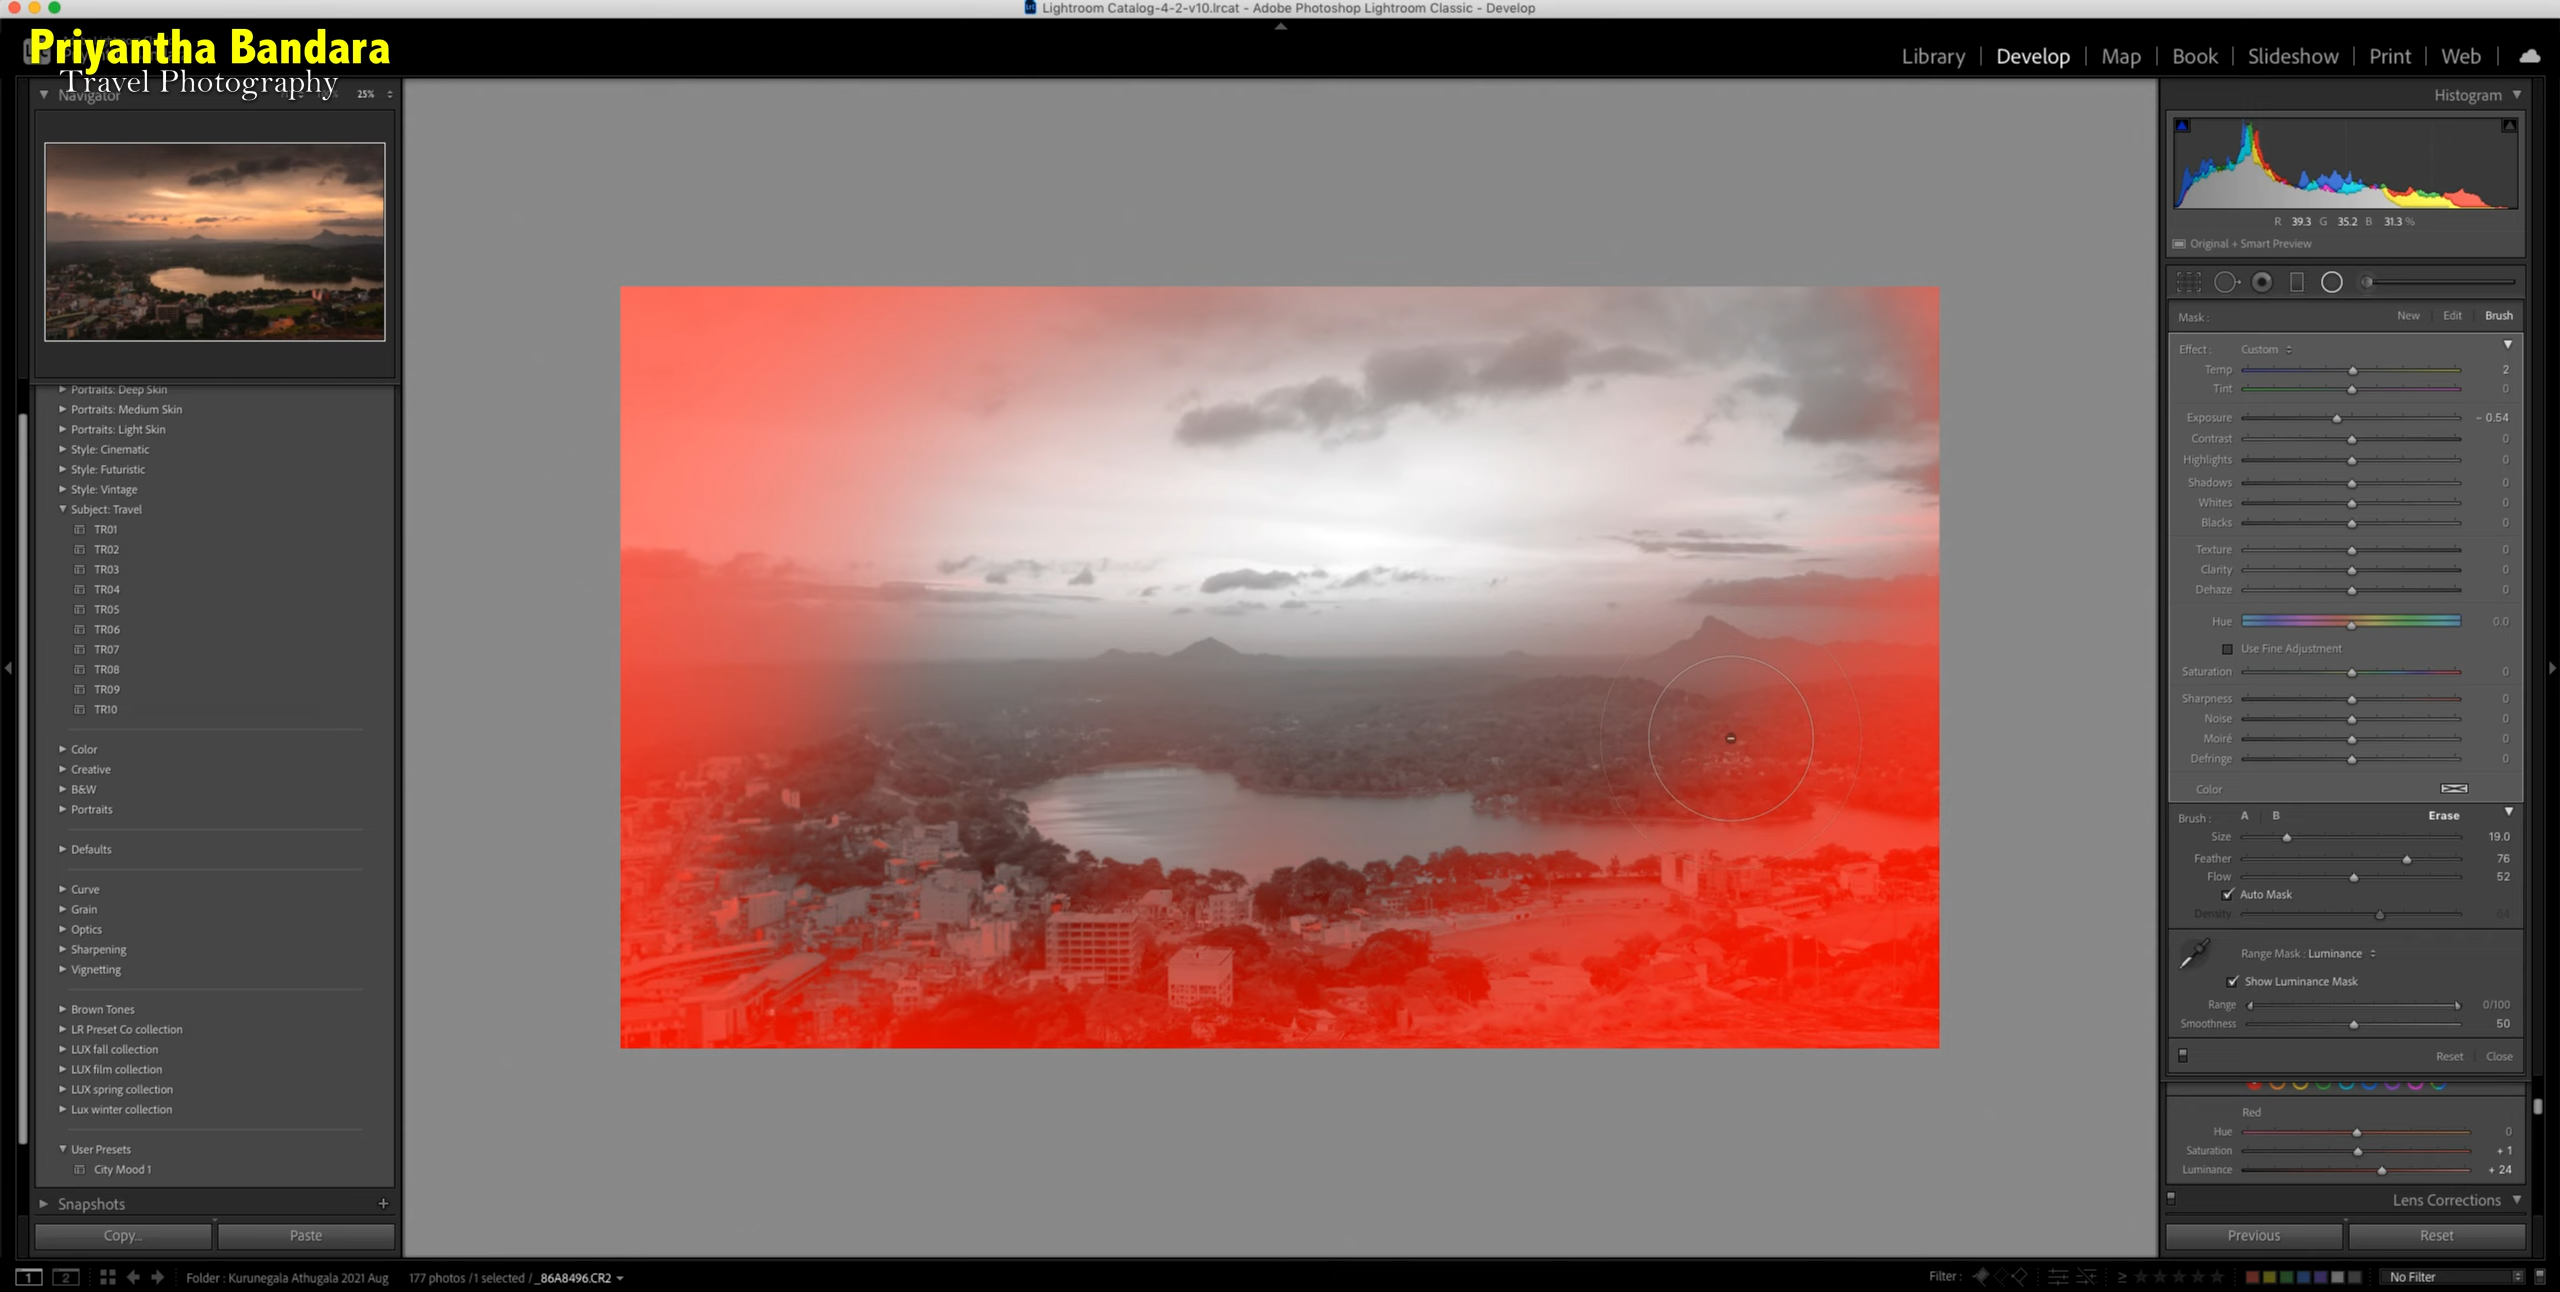 Lightroom Catalog-4-2-v10.lrcat - Adobe Photoshop Lightroom Classic - Develop
Priyantha Bandara
Travel Photography
Library | Develop | Map | Book | Slideshow | Print | Web |
Navigator 25%
Portraits: Deep Skin
Portraits: Medium Skin
Portraits: Light Skin
Style: Cinematic
Style: Futuristic
Style: Vintage
Subject: Travel
TR01
TR02
TR03
TR04
TR05
TR06
TR07
TR08
TR09
TR10
Color
Creative
B&W
Portraits
Defaults
Curve
Grain
Optics
Sharpening
Vignetting
Brown Tones
LR Preset Co collection
LUX fall collection
LUX film collection
LUX spring collection
Lux winter collection
User Presets
City Mood 1
Snapshots +
Copy... Paste
Histogram
R 39.3 G 35.2 B 31.3 %
Original + Smart Preview
Mask : New | Edit | Brush
Effect : Custom
Temp 2
Tint 0
Exposure - 0.54
Contrast 0
Highlights 0
Shadows 0
Whites 0
Blacks 0
Texture 0
Clarity 0
Dehaze 0
Hue 0.0
Use Fine Adjustment
Saturation 0
Sharpness 0
Noise 0
Moiré 0
Defringe 0
Color
Brush : A | B Erase
Size 19.0
Feather 76
Flow 52
Auto Mask
Density
Range Mask : Luminance
Show Luminance Mask
Range 0/100
Smoothness 50
Reset | Close
Red
Hue 0
Saturation + 1
Luminance + 24
Lens Corrections
Previous Reset
1 2 Folder : Kurunegala Athugala 2021 Aug 177 photos /1 selected /_86A8496.CR2 Filter : ≥ No Filter